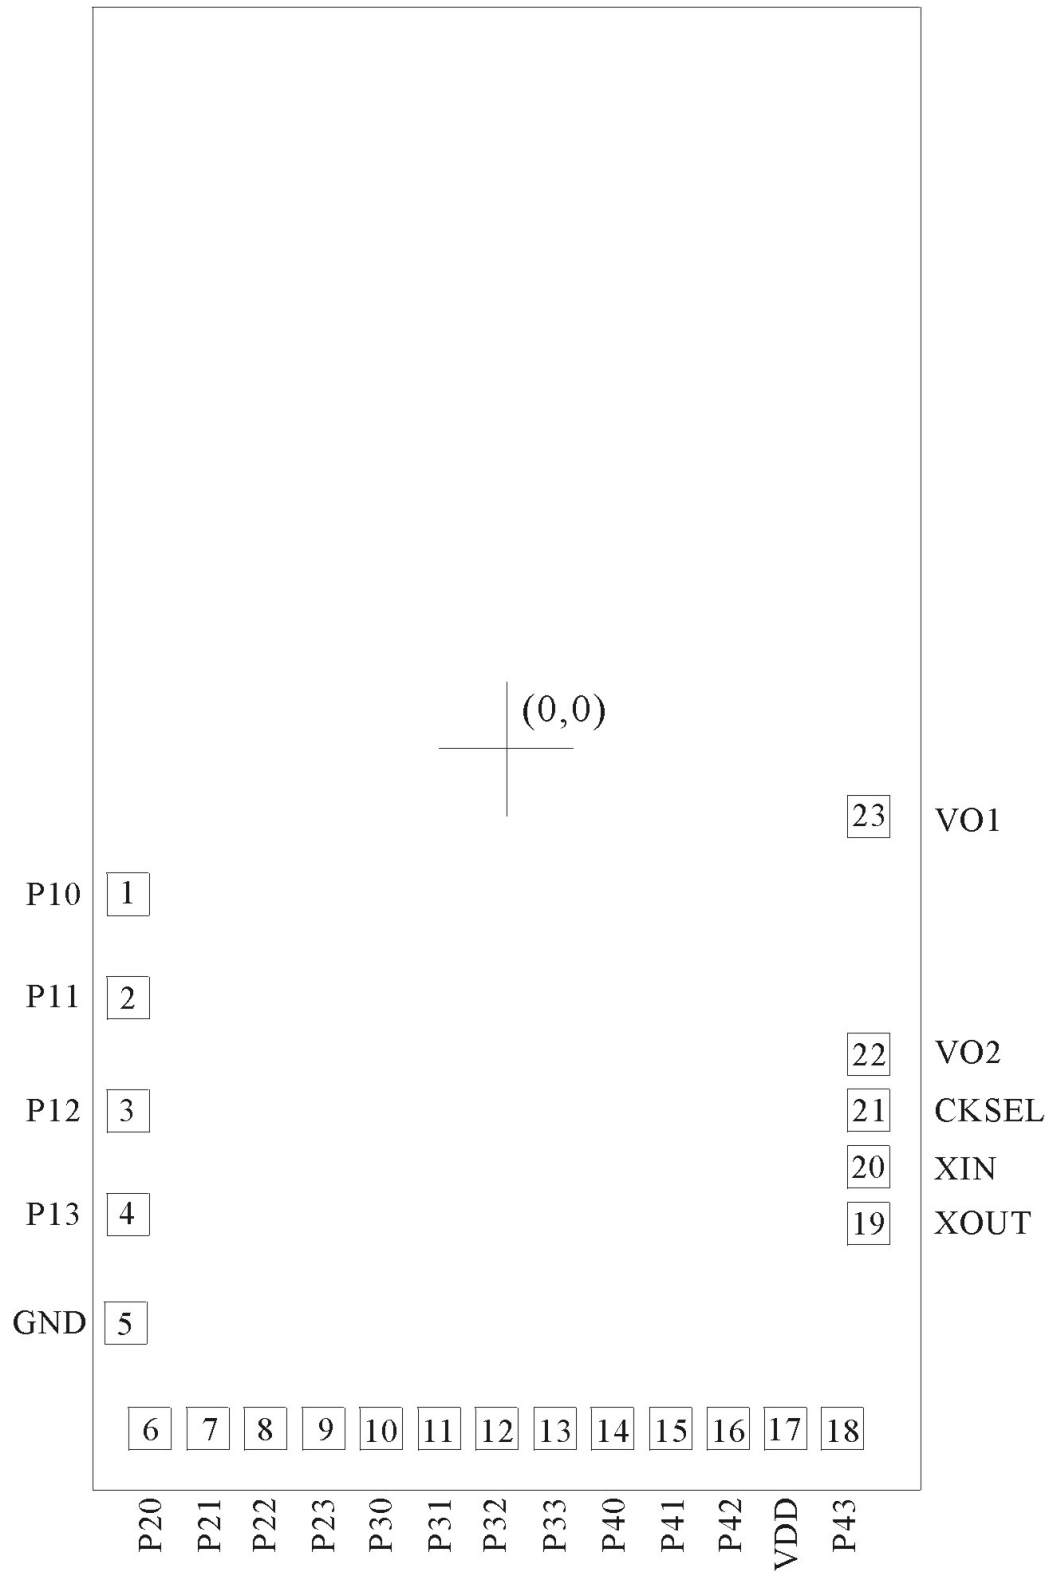 (0,0)
23 VO1
P10 1
P11 2
22 VO2
P12 3
21 CKSEL
20 XIN
P13 4
19 XOUT
GND 5
6 7 8 9 10 11 12 13 14 15 16 17 18
P20 P21 P22 P23 P30 P31 P32 P33 P40 P41 P42 VDD P43